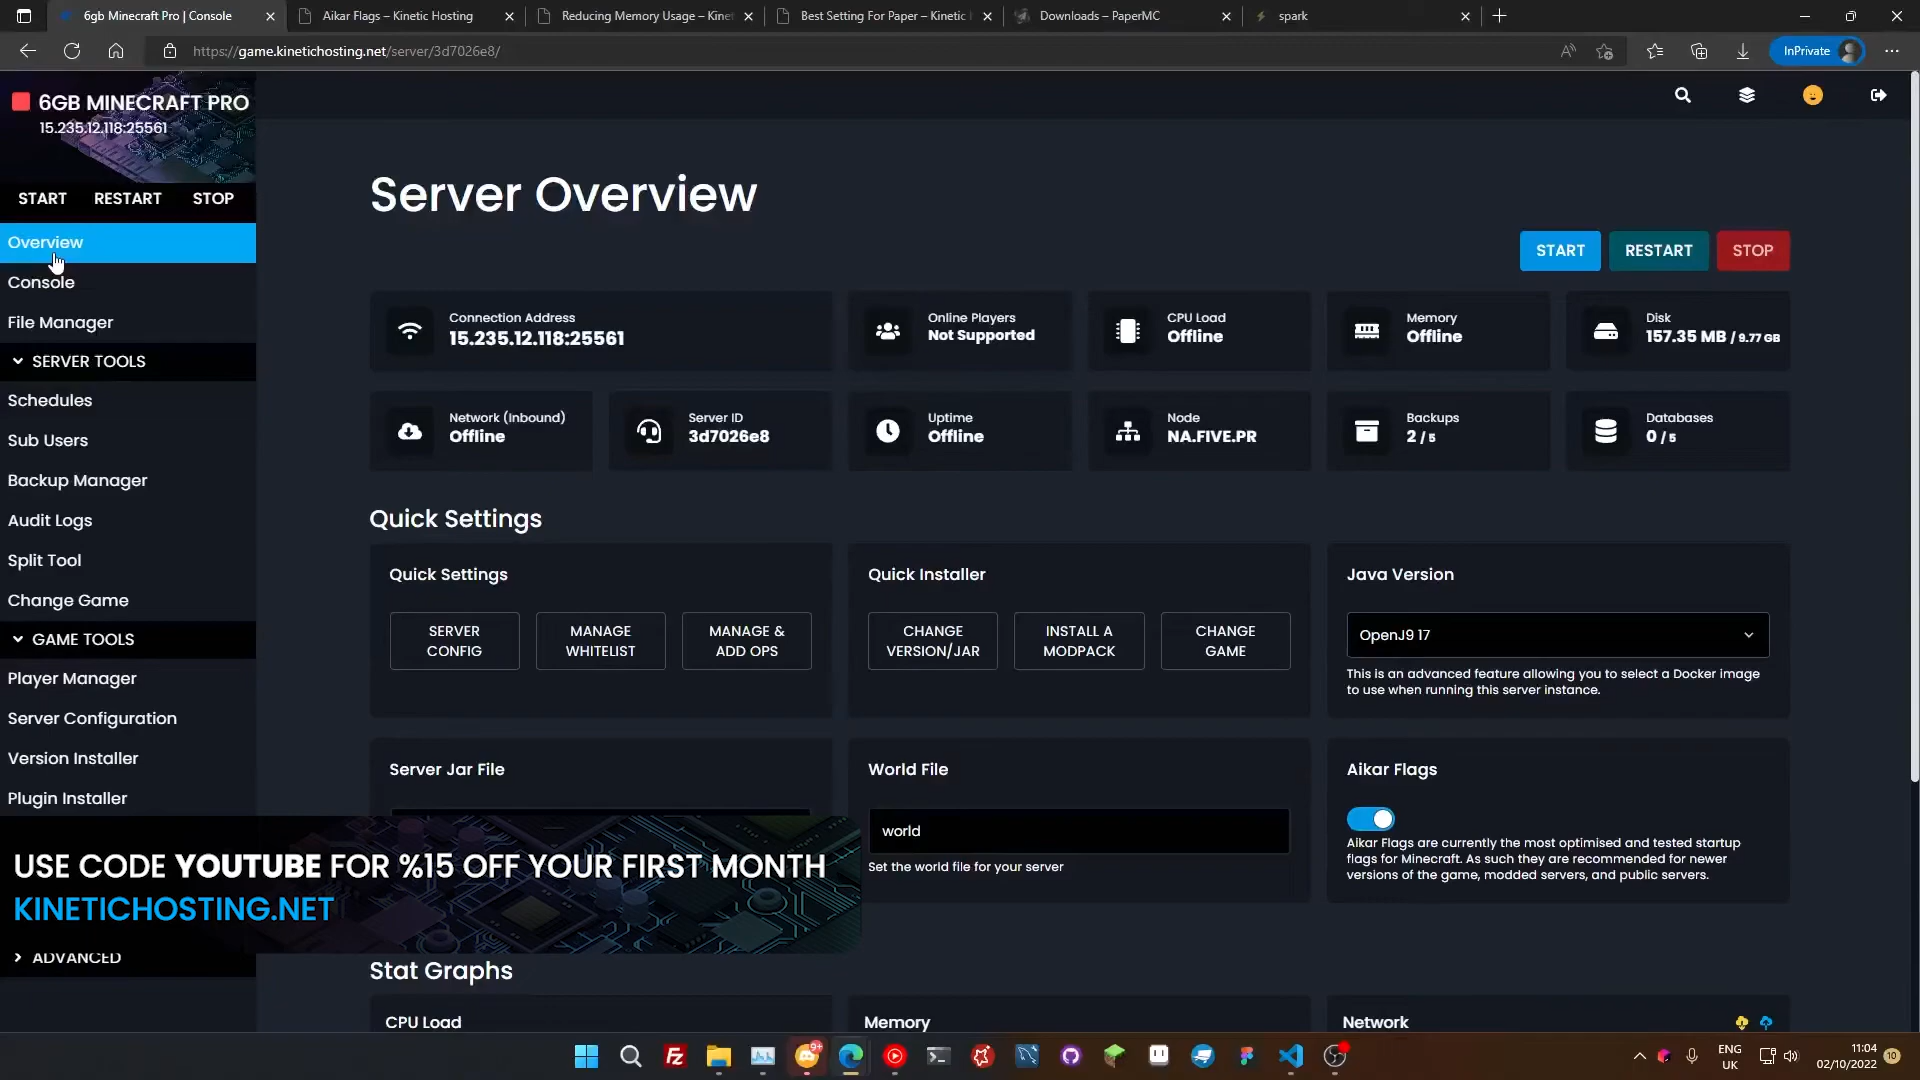 6gb Minecraft Pro | Console
Aikar Flags – Kinetic Hosting
Reducing Memory Usage – Kine
Best Setting For Paper – Kinetic
Downloads – PaperMC
spark
https://game.kinetichosting.net/server/3d7026e8/
InPrivate
6GB MINECRAFT PRO
15.235.12.118:25561
START
RESTART
STOP
Overview
Console
File Manager
SERVER TOOLS
Schedules
Sub Users
Backup Manager
Audit Logs
Split Tool
Change Game
GAME TOOLS
Player Manager
Server Configuration
Version Installer
Plugin Installer
ADVANCED
Server Overview
START
RESTART
STOP
Connection Address
15.235.12.118:25561
Online Players
Not Supported
CPU Load
Offline
Memory
Offline
Disk
157.35 MB / 9.77 GB
Network (Inbound)
Offline
Server ID
3d7026e8
Uptime
Offline
Node
NA.FIVE.PR
Backups
2 / 5
Databases
0 / 5
Quick Settings
Quick Settings
SERVER
CONFIG
MANAGE
WHITELIST
MANAGE &
ADD OPS
Quick Installer
CHANGE
VERSION/JAR
INSTALL A
MODPACK
CHANGE
GAME
Java Version
OpenJ9 17
This is an advanced feature allowing you to select a Docker image
to use when running this server instance.
Server Jar File
World File
world
Set the world file for your server
Aikar Flags
Aikar Flags are currently the most optimised and tested startup
flags for Minecraft. As such they are recommended for newer
versions of the game, modded servers, and public servers.
USE CODE YOUTUBE FOR %15 OFF YOUR FIRST MONTH
KINETICHOSTING.NET
Stat Graphs
CPU Load
Memory
Network
Fz
9+
ENG
UK
11:04
02/10/2022
10